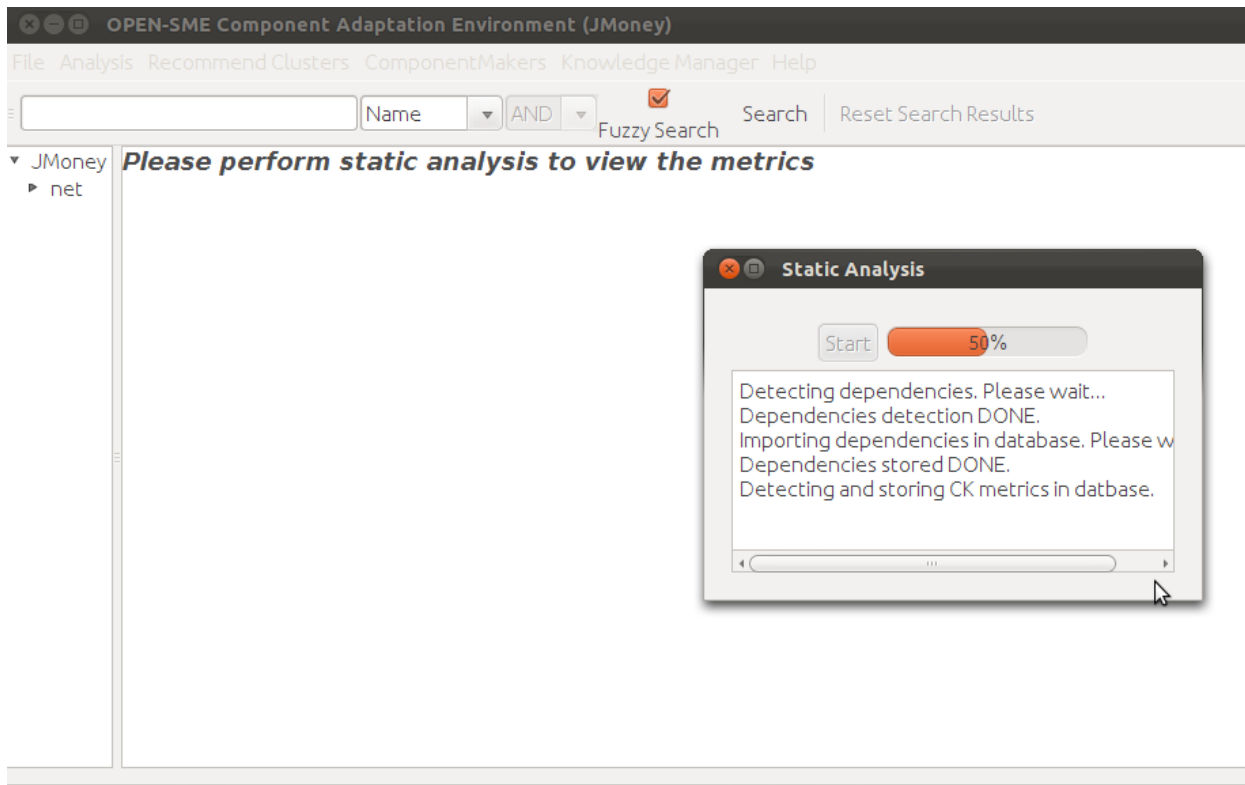 OPEN-SME Component Adaptation Environment (JMoney)
File Analysis Recommend Clusters ComponentMakers Knowledge Manager Help
Name AND Fuzzy Search Search Reset Search Results
JMoney
net
Please perform static analysis to view the metrics
Static Analysis
Start 50%
Detecting dependencies. Please wait...
Dependencies detection DONE.
Importing dependencies in database. Please w
Dependencies stored DONE.
Detecting and storing CK metrics in datbase.